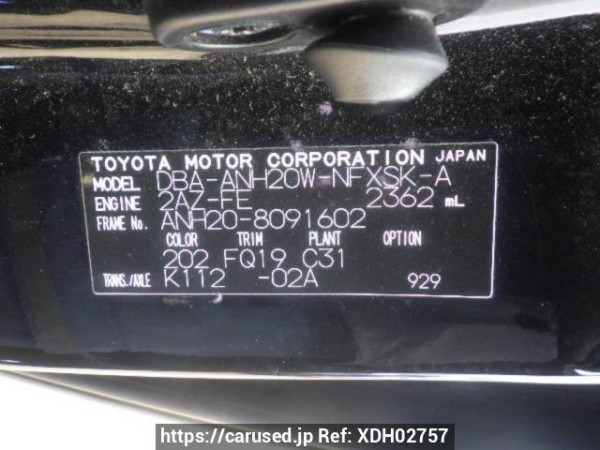 TOYOTA MOTOR CORPORATION JAPAN
MODEL DBA-ANH20W-NFXSK-A
ENGINE 2AZ-FE 2362 mL
FRAME No. ANH20-8091602
COLOR TRIM PLANT OPTION
202 FQ19 C31
TRANS./AXLE K112 -02A 929
https://carused.jp Ref: XDH02757